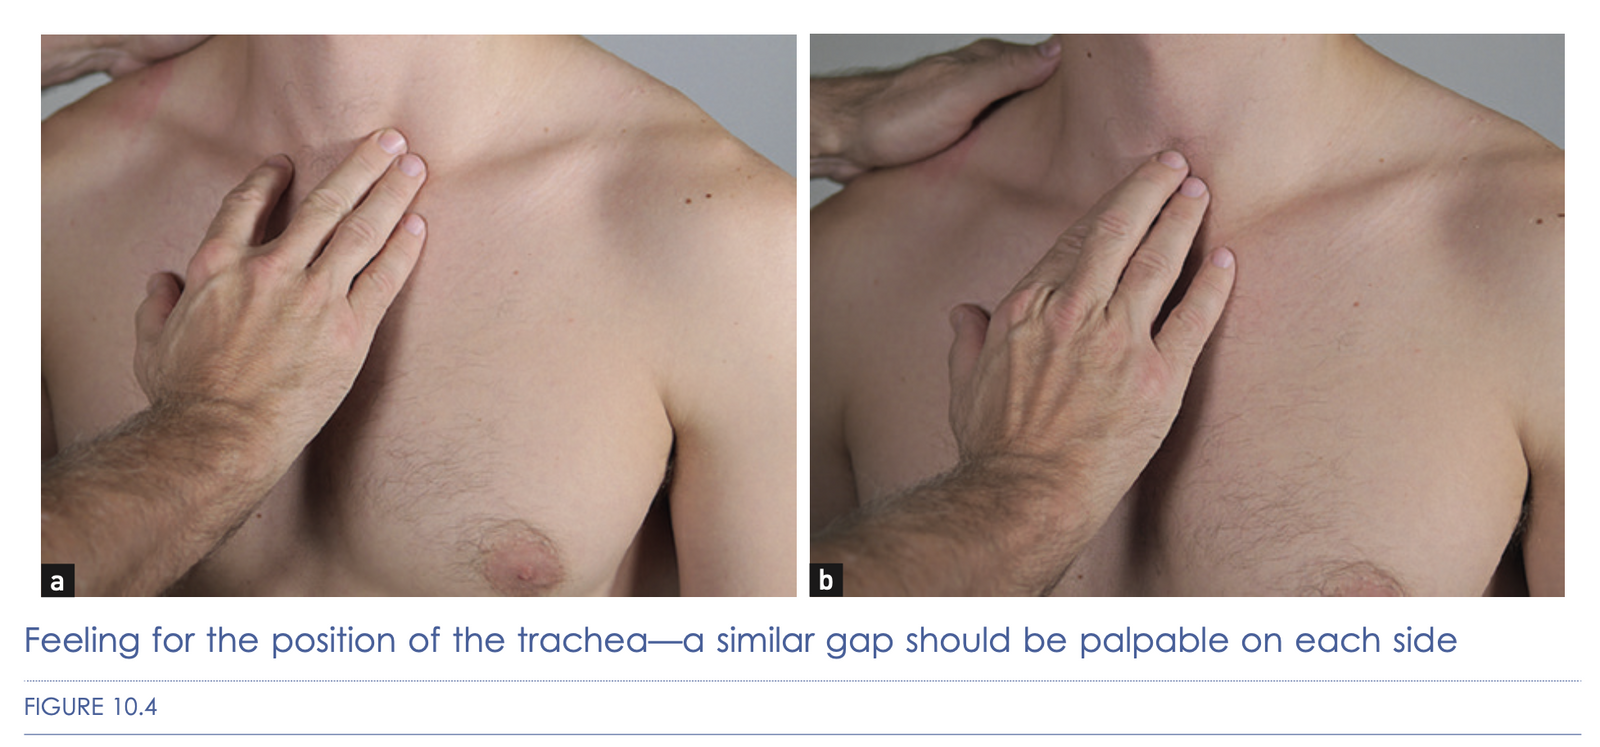 a
b
Feeling for the position of the trachea—a similar gap should be palpable on each side
FIGURE 10.4